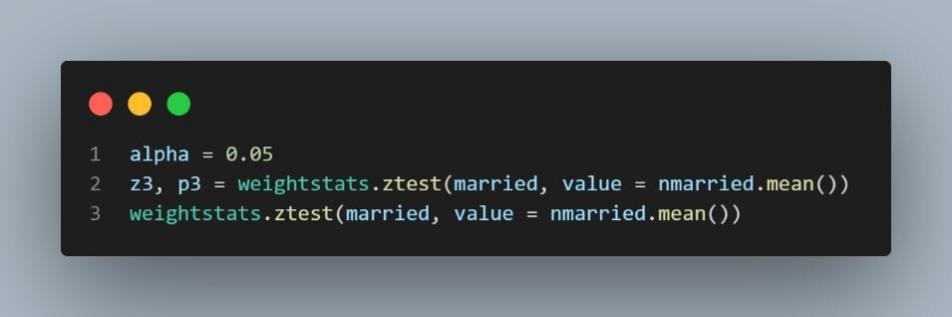 1 alpha = 0.05
2 z3, p3 = weightstats.ztest(married, value = nmarried.mean())
3 weightstats.ztest(married, value = nmarried.mean())